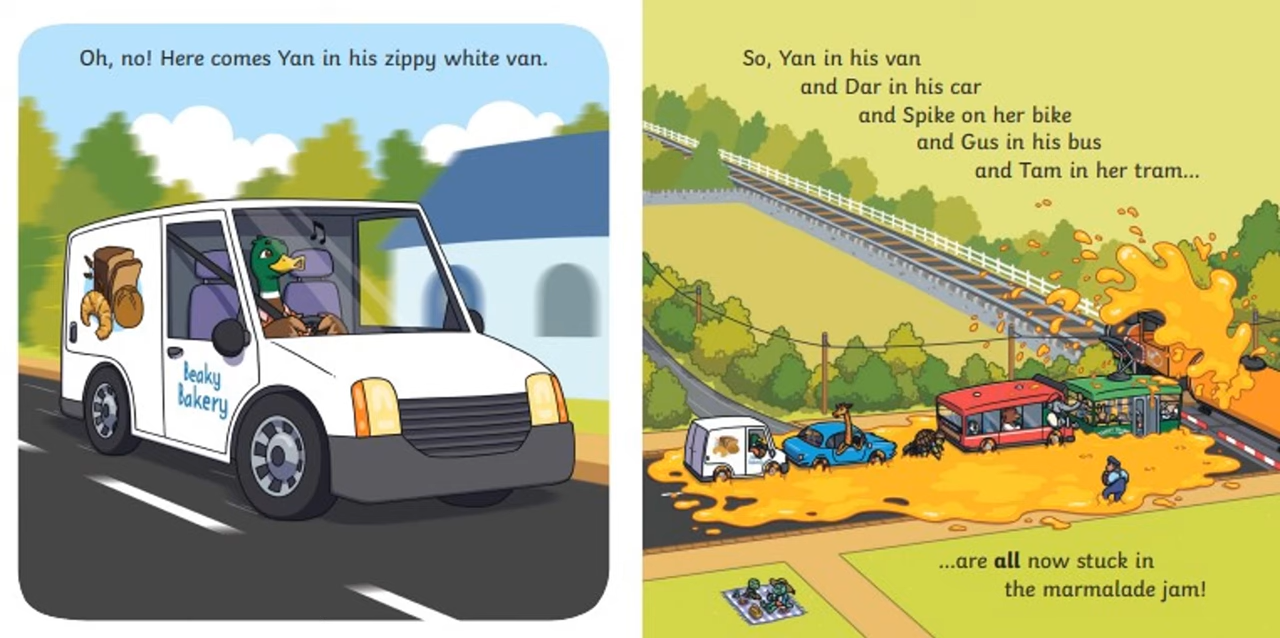 Oh, no! Here comes Yan in his zippy white van.
Beaky
Bakery
So, Yan in his van
and Dar in his car
and Spike on her bike
and Gus in his bus
and Tam in her tram...
...are all now stuck in
the marmalade jam!